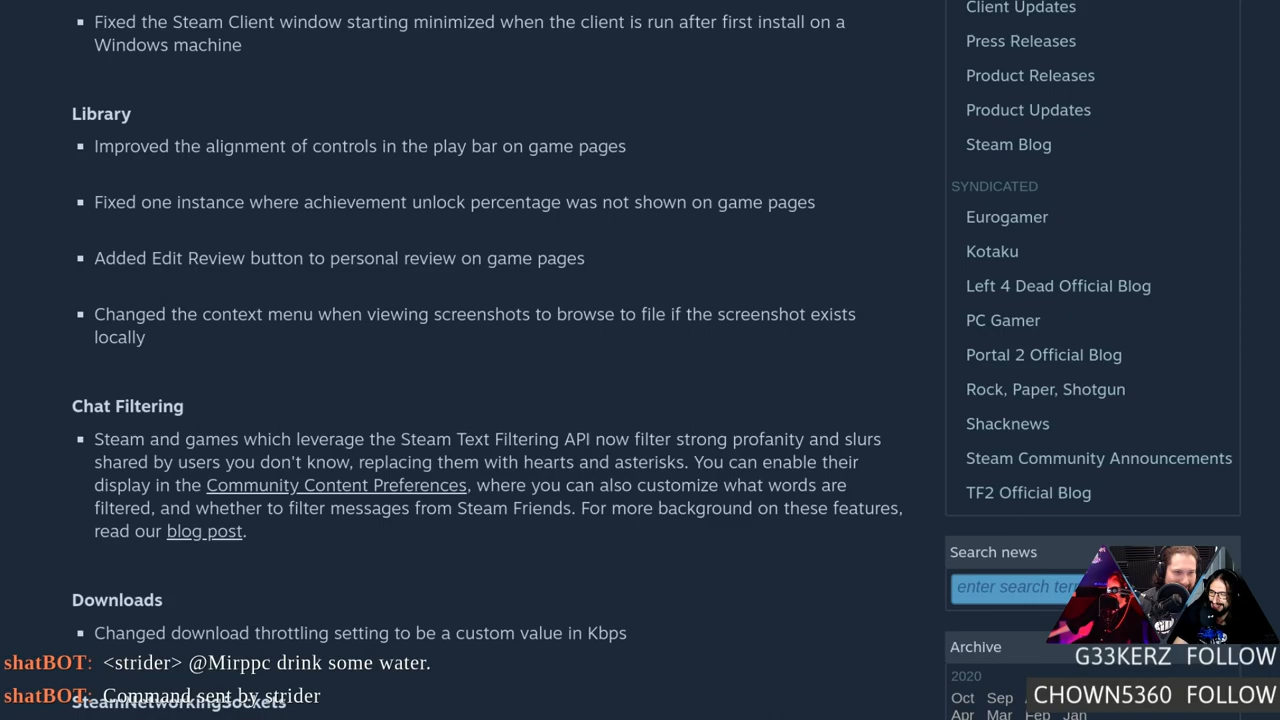 Fixed the Steam Client window starting minimized when the client is run after first install on a
Windows machine
Library
Improved the alignment of controls in the play bar on game pages
Fixed one instance where achievement unlock percentage was not shown on game pages
Added Edit Review button to personal review on game pages
Changed the context menu when viewing screenshots to browse to file if the screenshot exists
locally
Chat Filtering
Steam and games which leverage the Steam Text Filtering API now filter strong profanity and slurs
shared by users you don't know, replacing them with hearts and asterisks. You can enable their
display in the Community Content Preferences, where you can also customize what words are
filtered, and whether to filter messages from Steam Friends. For more background on these features,
read our blog post.
Downloads
Changed download throttling setting to be a custom value in Kbps
SteamNetworkingSockets
shatBOT: <strider> @Mirppc drink some water.
shatBOT: Command sent by strider
Client Updates
Press Releases
Product Releases
Product Updates
Steam Blog
SYNDICATED
Eurogamer
Kotaku
Left 4 Dead Official Blog
PC Gamer
Portal 2 Official Blog
Rock, Paper, Shotgun
Shacknews
Steam Community Announcements
TF2 Official Blog
Search news
enter search
Archive
2020
Oct Sep
Apr Mar Feb Jan
G33KERZ FOLLOW
CHOWN5360 FOLLOW